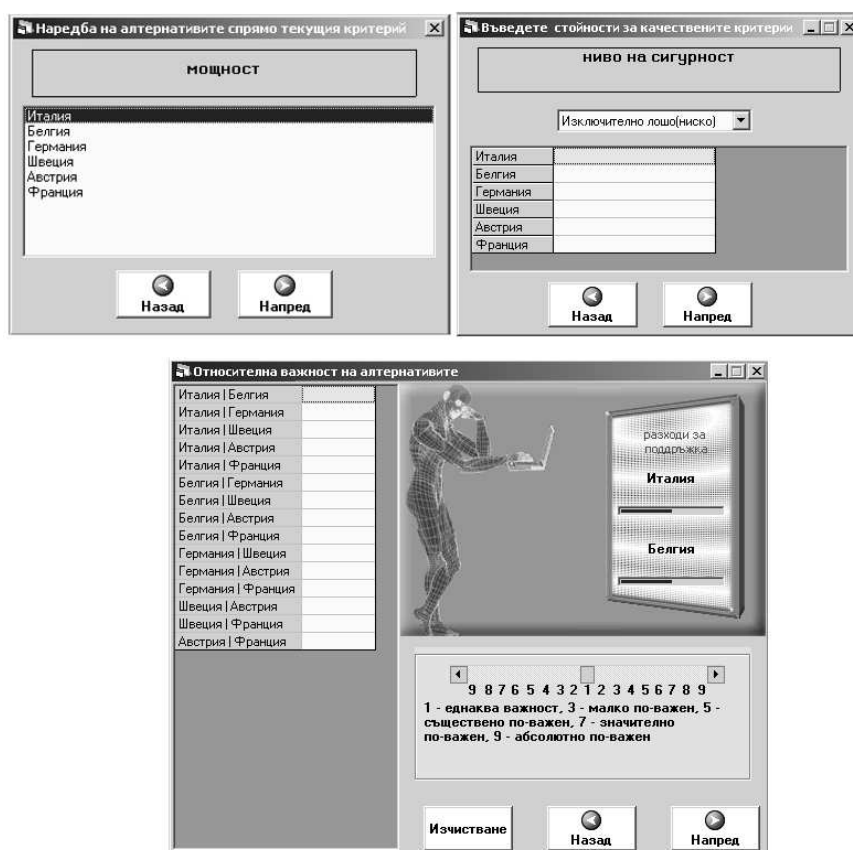 Наредба на алтернативите спрямо текущия критерий
мощност
Италия
Белгия
Германия
Швеция
Австрия
Франция
Назад
Напред
Въведете стойности за качествените критерии
ниво на сигурност
Изключително лошо(ниско)
Италия
Белгия
Германия
Швеция
Австрия
Франция
Назад
Напред
Относителна важност на алтернативите
Италия | Белгия
Италия | Германия
Италия | Швеция
Италия | Австрия
Италия | Франция
Белгия | Германия
Белгия | Швеция
Белгия | Австрия
Белгия | Франция
Германия | Швеция
Германия | Австрия
Германия | Франция
Швеция | Австрия
Швеция | Франция
Австрия | Франция
разходи за
поддръжка
Италия
Белгия
9 8 7 6 5 4 3 2 1 2 3 4 5 6 7 8 9
1 - еднаква важност, 3 - малко по-важен, 5 -
съществено по-важен, 7 - значително
по-важен, 9 - абсолютно по-важен
Изчистване
Назад
Напред